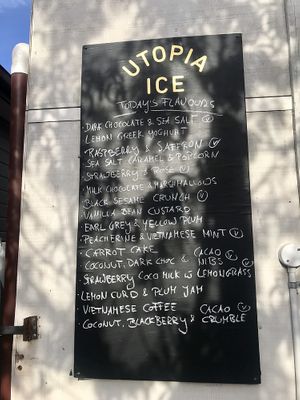 UTOPIA
ICE
TODAY'S FLAVOURS
· DARK CHOCOLATE & SEA SALT Ⓥ
· LEMON GREEK YOGHURT
· RASPBERRY & SAFFRON Ⓥ
· SEA SALT CARAMEL & POPCORN
· STRAWBERRY & ROSE Ⓥ
· MILK CHOCOLATE & MARSHMALLOWS
· BLACK SESAME CRUNCH Ⓥ
· VANILLA BEAN CUSTARD
· EARL GREY & YELLOW PLUM
· PEACHERINE & VIETNAMESE MINT Ⓥ
· CARROT CAKE
· COCONUT, DARK CHOC & CACAO NIBS Ⓥ
· STRAWBERRY COCO MILK & LEMONGRASS
· LEMON CURD & PLUM JAM
· VIETNAMESE COFFEE
· COCONUT, BLACKBERRY & CACAO CRUMBLE Ⓥ